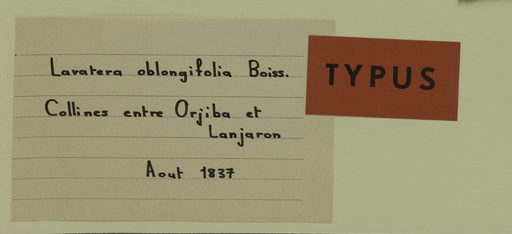 Lavatera oblongifolia Boiss.
Collines entre Orjiba et
Lanjaron
Aout 1837
TYPUS